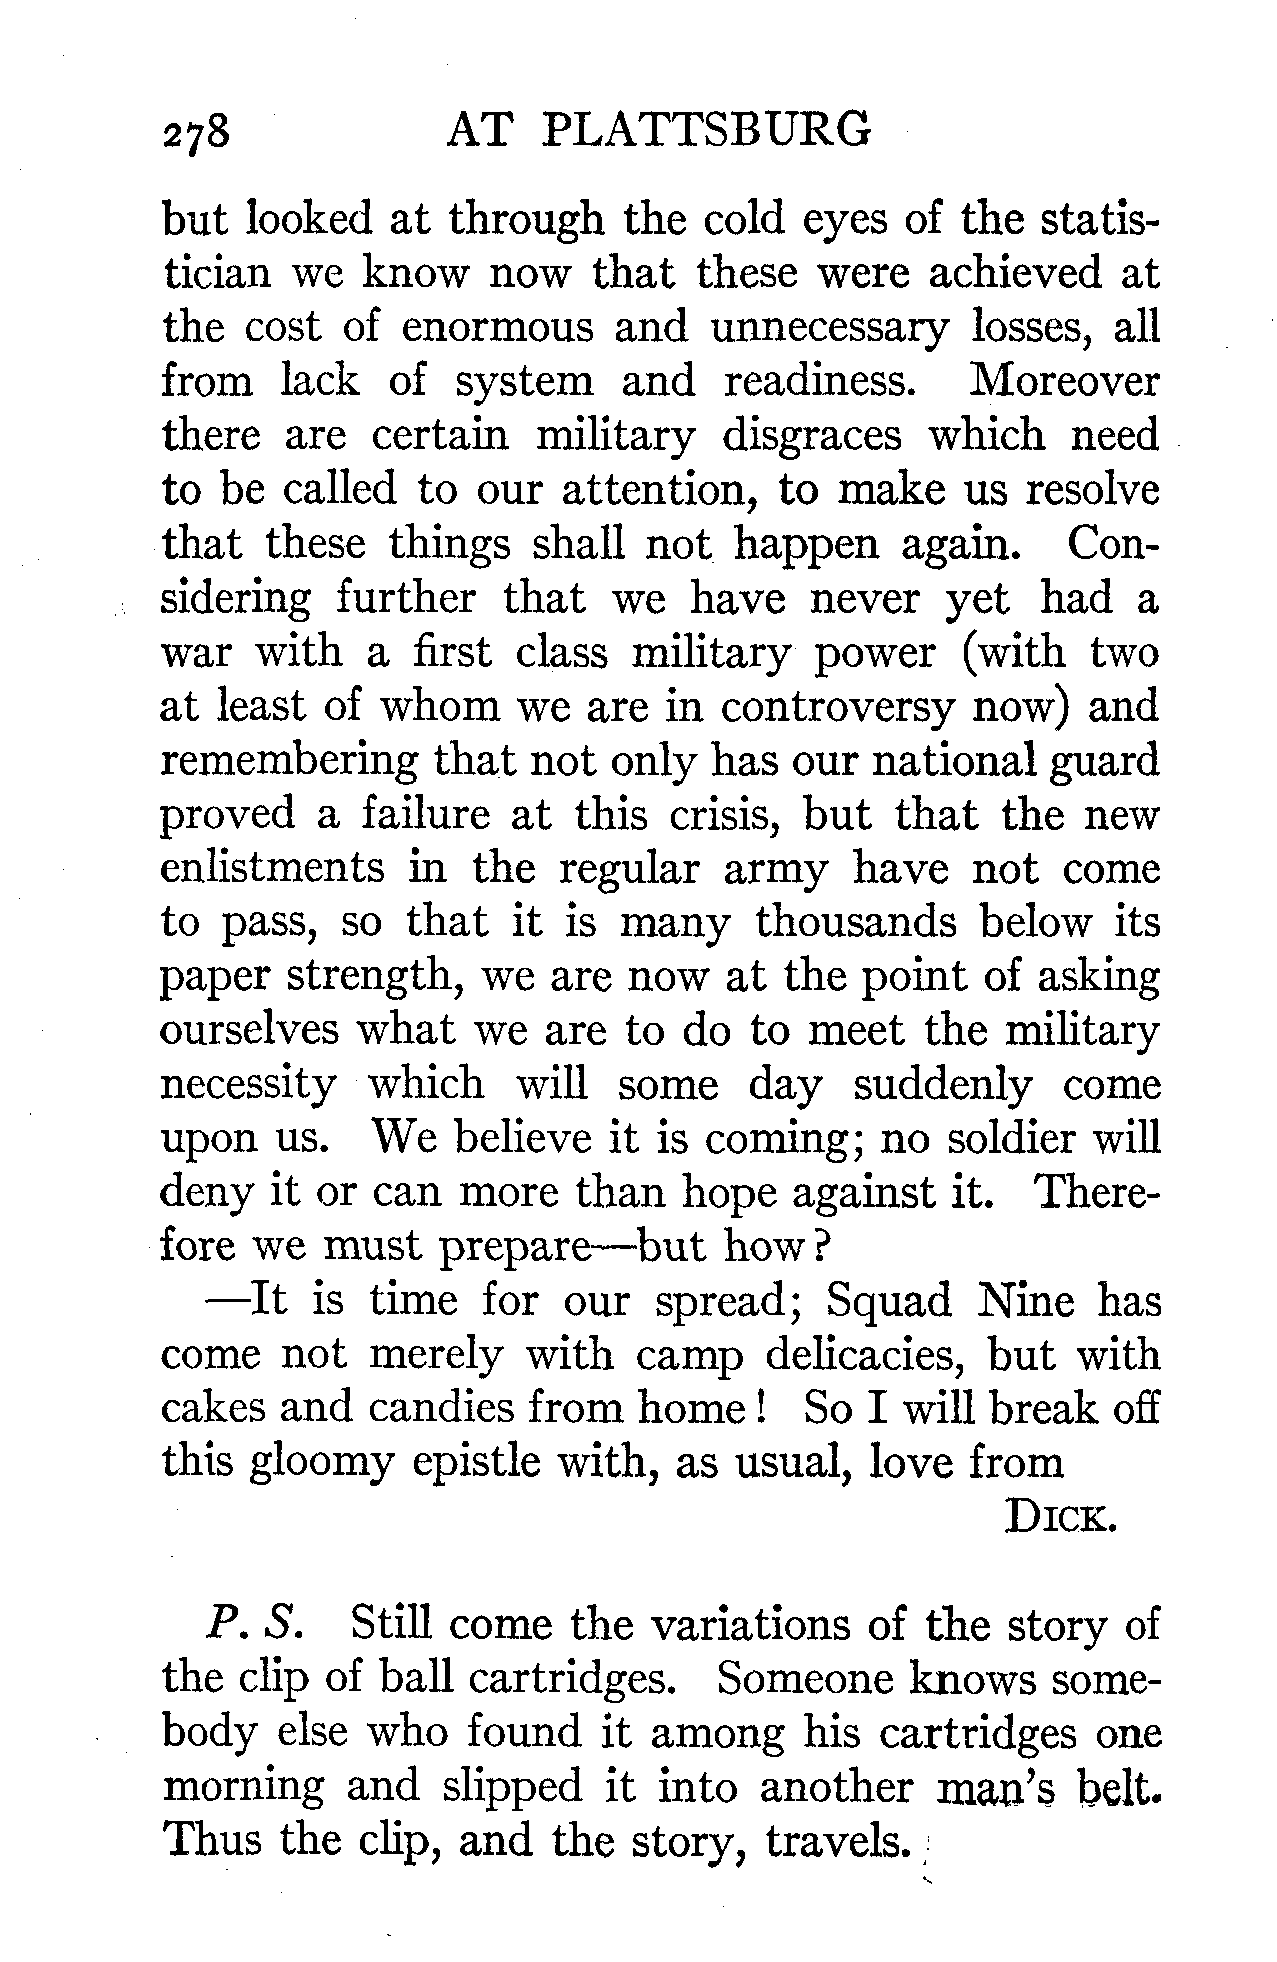 278 AT PLATTSBURG
but looked at through the cold eyes of the statis-
tician we know now that these were achieved at
the cost of enormous and unnecessary losses, all
from lack of system and readiness. Moreover
there are certain military disgraces which need
to be called to our attention, to make us resolve
that these things shall not happen again. Con-
sidering further that we have never yet had a
war with a first class military power (with two
at least of whom we are in controversy now) and
remembering that not only has our national guard
proved a failure at this crisis, but that the new
enlistments in the regular army have not come
to pass, so that it is many thousands below its
paper strength, we are now at the point of asking
ourselves what we are to do to meet the military
necessity which will some day suddenly come
upon us. We believe it is coming; no soldier will
deny it or can more than hope against it. There-
fore we must prepare—but how?
—It is time for our spread; Squad Nine has
come not merely with camp delicacies, but with
cakes and candies from home! So I will break off
this gloomy epistle with, as usual, love from
DICK.
P. S. Still come the variations of the story of
the clip of ball cartridges. Someone knows some-
body else who found it among his cartridges one
morning and slipped it into another man's belt.
Thus the clip, and the story, travels.